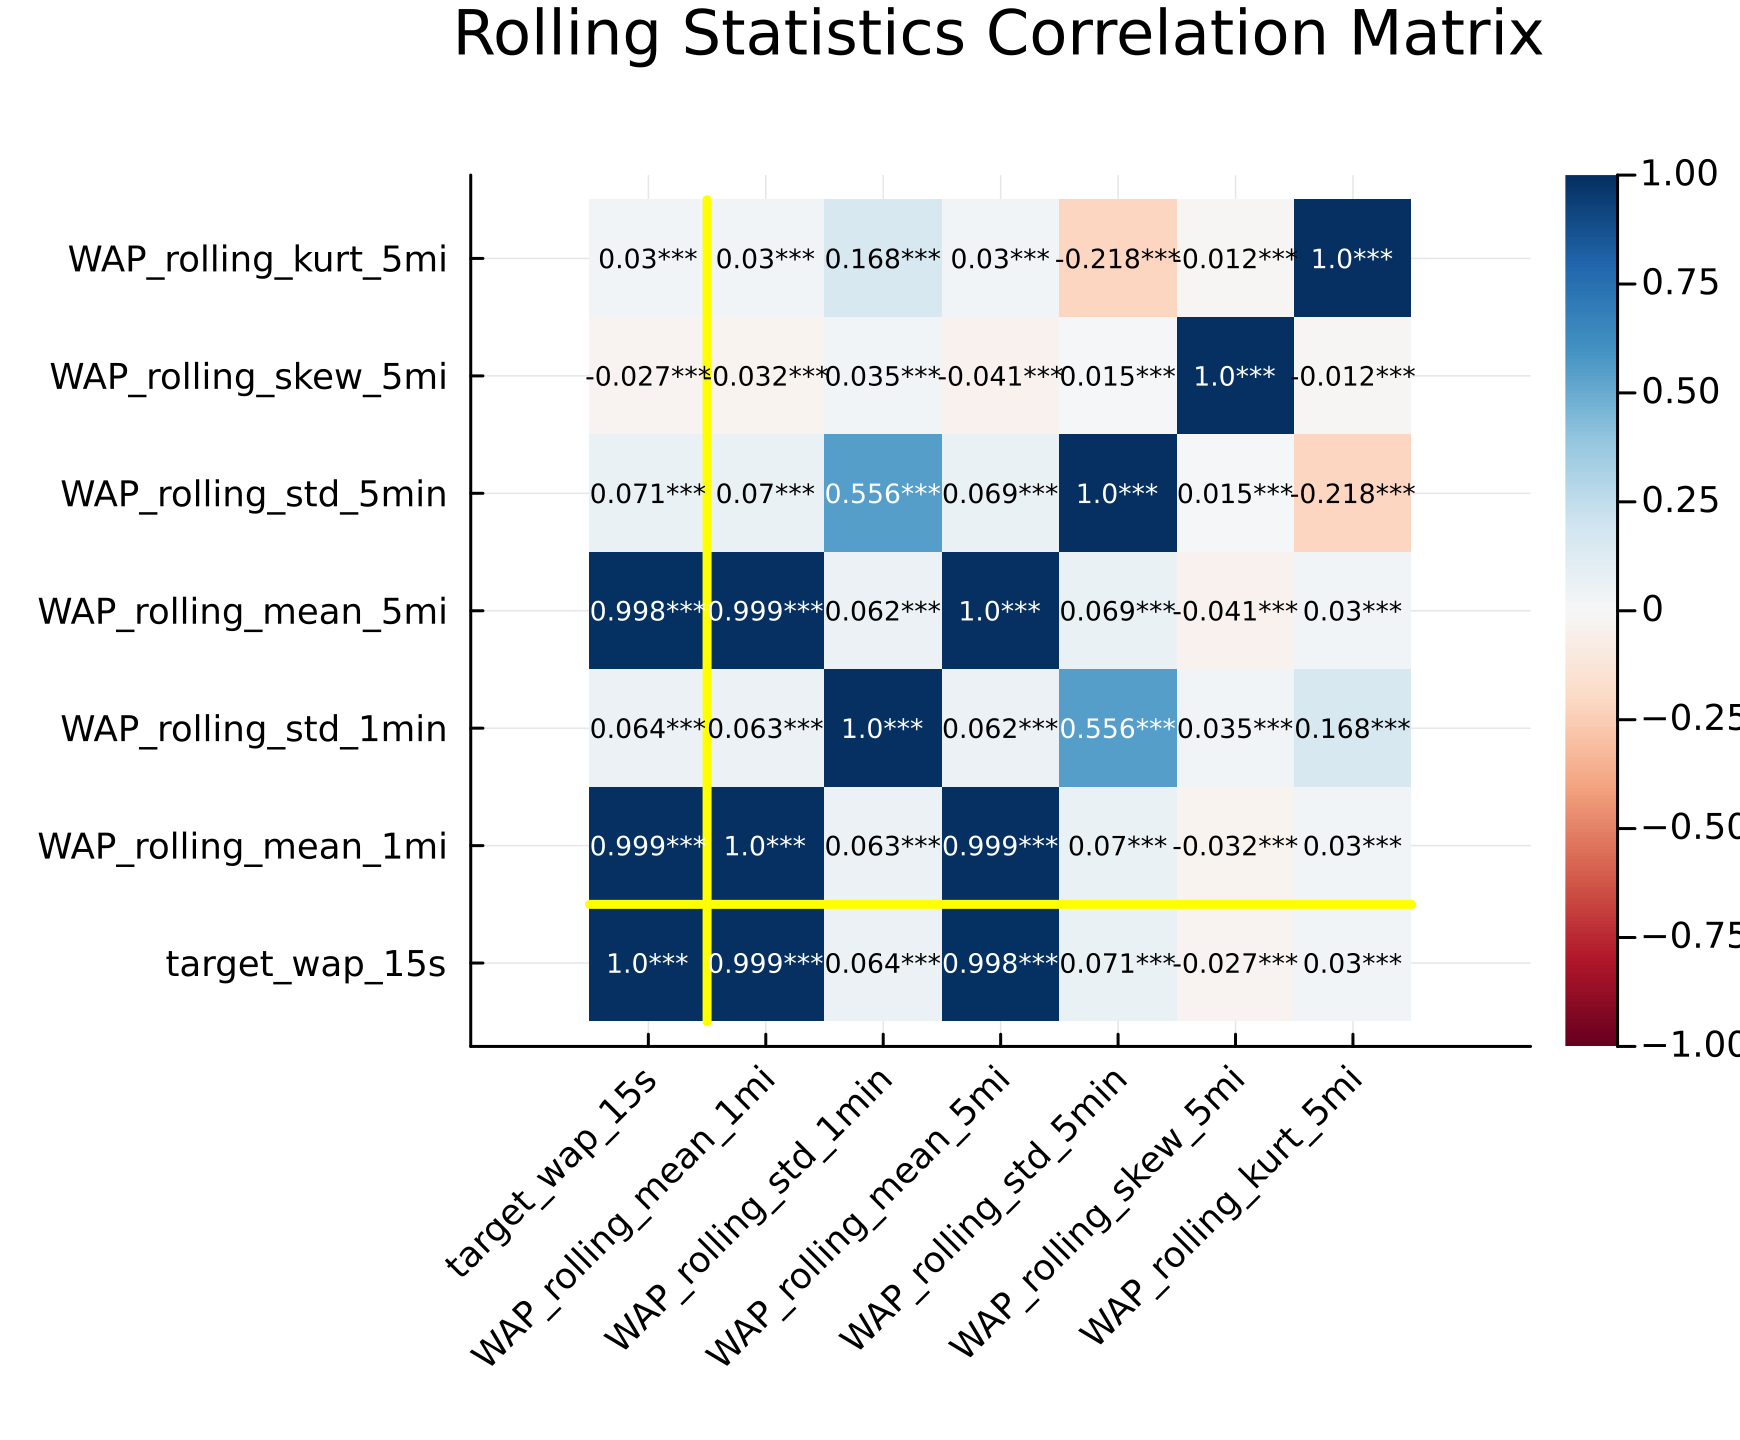 Rolling Statistics Correlation Matrix
WAP_rolling_kurt_5mi 0.03*** 0.03*** 0.168*** 0.03*** -0.218*** -0.012*** 1.0***
WAP_rolling_skew_5mi -0.027*** -0.032*** 0.035*** -0.041*** 0.015*** 1.0*** -0.012***
WAP_rolling_std_5min 0.071*** 0.07*** 0.556*** 0.069*** 1.0*** 0.015*** -0.218***
WAP_rolling_mean_5mi 0.998*** 0.999*** 0.062*** 1.0*** 0.069*** -0.041*** 0.03***
WAP_rolling_std_1min 0.064*** 0.063*** 1.0*** 0.062*** 0.556*** 0.035*** 0.168***
WAP_rolling_mean_1mi 0.999*** 1.0*** 0.063*** 0.999*** 0.07*** -0.032*** 0.03***
target_wap_15s 1.0*** 0.999*** 0.064*** 0.998*** 0.071*** -0.027*** 0.03***
target_wap_15s
WAP_rolling_mean_1mi
WAP_rolling_std_1min
WAP_rolling_mean_5mi
WAP_rolling_std_5min
WAP_rolling_skew_5mi
WAP_rolling_kurt_5mi
1.00
0.75
0.50
0.25
0
−0.25
−0.50
−0.75
−1.00